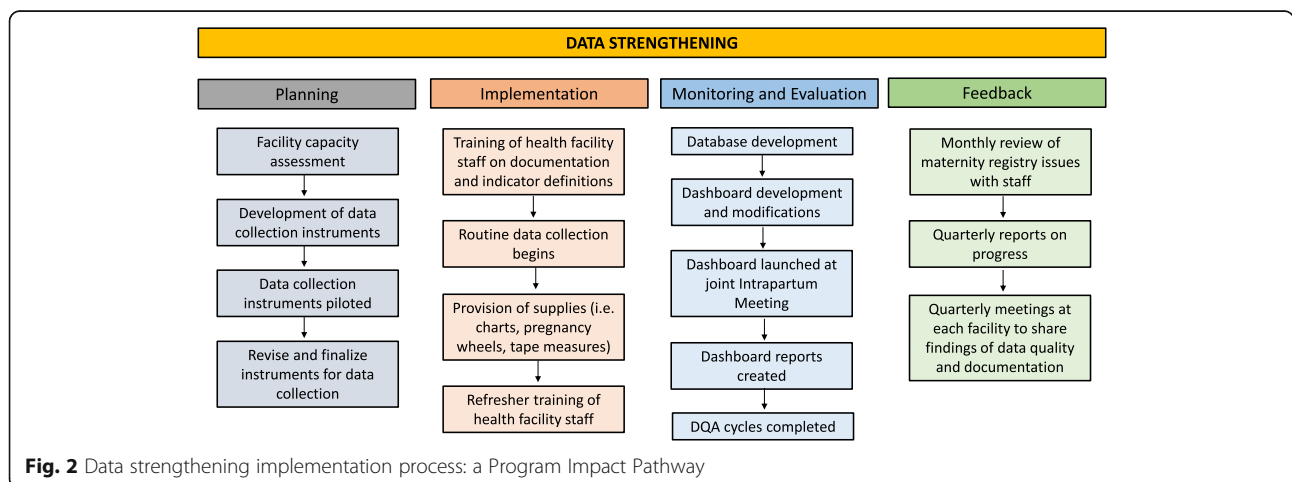 DATA STRENGTHENING
Planning
Facility capacity
assessment
Development of data
collection instruments
Data collection
instruments piloted
Revise and finalize
instruments for data
collection
Implementation
Training of health facility
staff on documentation
and indicator definitions
Routine data collection
begins
Provision of supplies (i.e.
charts, pregnancy
wheels, tape measures)
Refresher training of
health facility staff
Monitoring and Evaluation
Database development
Dashboard development
and modifications
Dashboard launched at
joint Intrapartum
Meeting
Dashboard reports
created
DQA cycles completed
Feedback
Monthly review of
maternity registry issues
with staff
Quarterly reports on
progress
Quarterly meetings at
each facility to share
findings of data quality
and documentation
Fig. 2 Data strengthening implementation process: a Program Impact Pathway